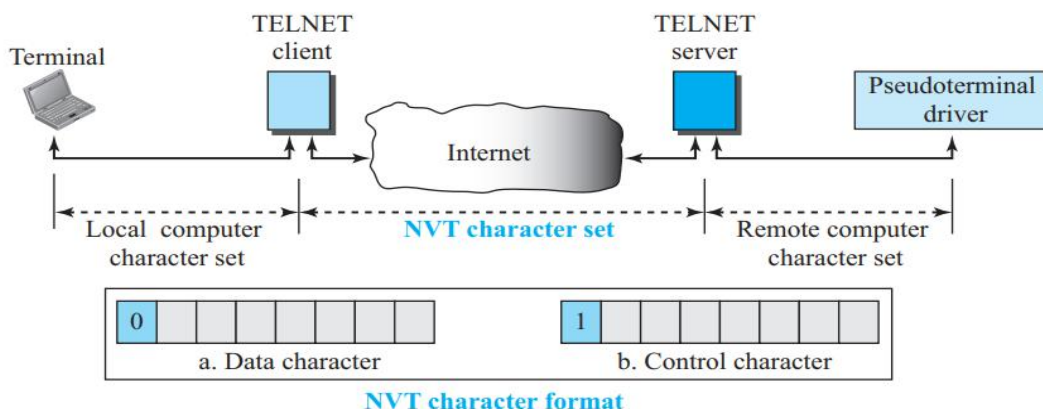 TELNET
client
TELNET
server
Terminal
Pseudoterminal
driver
Internet
Local computer
character set
NVT character set
Remote computer
character set
0
1
a. Data character
b. Control character
NVT character format